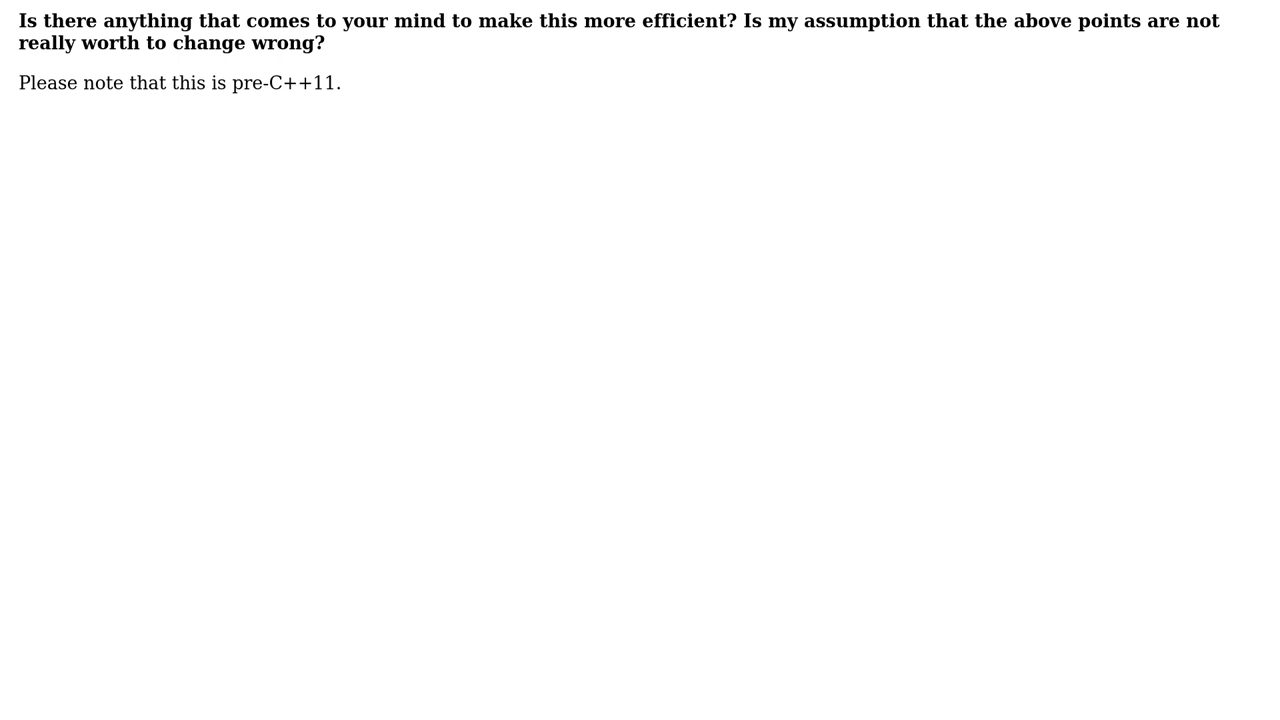 Is there anything that comes to your mind to make this more efficient? Is my assumption that the above points are not
really worth to change wrong?
Please note that this is pre-C++11.